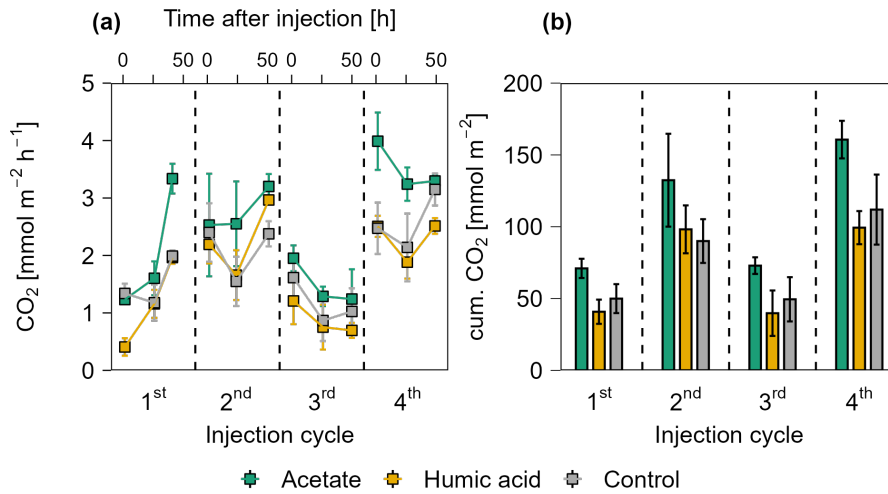 (a) Time after injection [h] (b)
0 50 0 50 0 50 0 50
5
4
3
2
1
0
CO₂ [mmol m⁻² h⁻¹]
1ˢᵗ 2ⁿᵈ 3ʳᵈ 4ᵗʰ
Injection cycle
200
150
100
50
0
cum. CO₂ [mmol m⁻²]
1ˢᵗ 2ⁿᵈ 3ʳᵈ 4ᵗʰ
Injection cycle
Acetate Humic acid Control